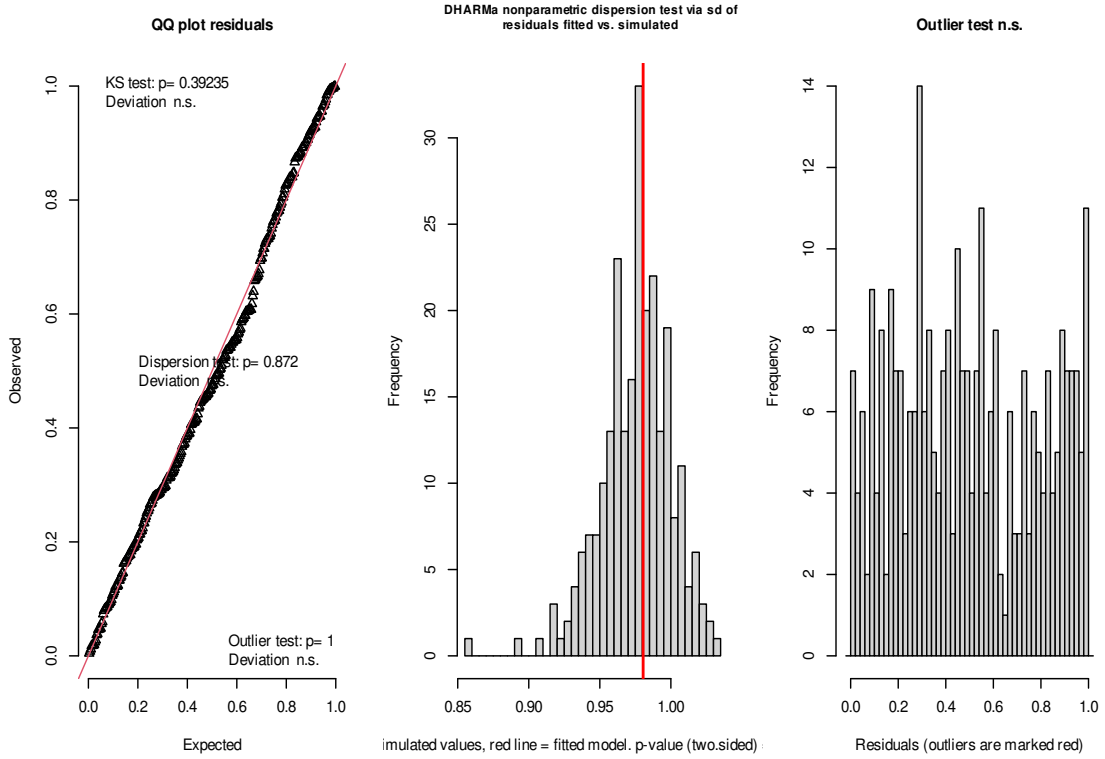 QQ plot residuals
KS test: p= 0.39235
Deviation n.s.
Dispersion test: p= 0.872
Deviation n.s.
Outlier test: p= 1
Deviation n.s.
Observed
0.0 0.2 0.4 0.6 0.8 1.0
0.0 0.2 0.4 0.6 0.8 1.0
Expected
DHARMa nonparametric dispersion test via sd of
residuals fitted vs. simulated
Frequency
0 5 10 15 20 25 30
0.85 0.90 0.95 1.00
imulated values, red line = fitted model. p-value (two.sided)
Outlier test n.s.
Frequency
0 2 4 6 8 10 12 14
0.0 0.2 0.4 0.6 0.8 1.0
Residuals (outliers are marked red)